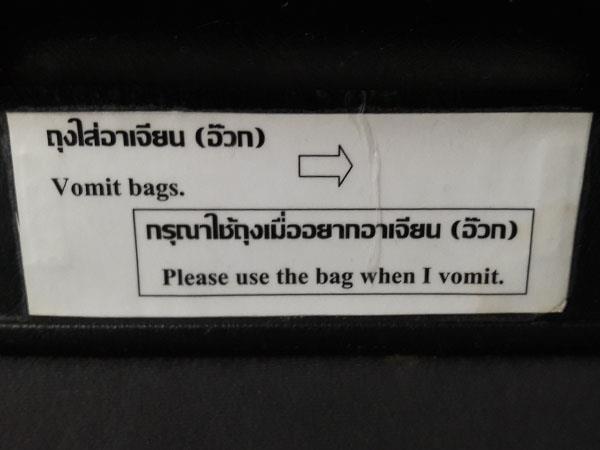 ถุงใส่อาเจียน (อ๊วก)
Vomit bags.
กรุณาใช้ถุงเมื่ออยากอาเจียน (อ๊วก)
Please use the bag when I vomit.